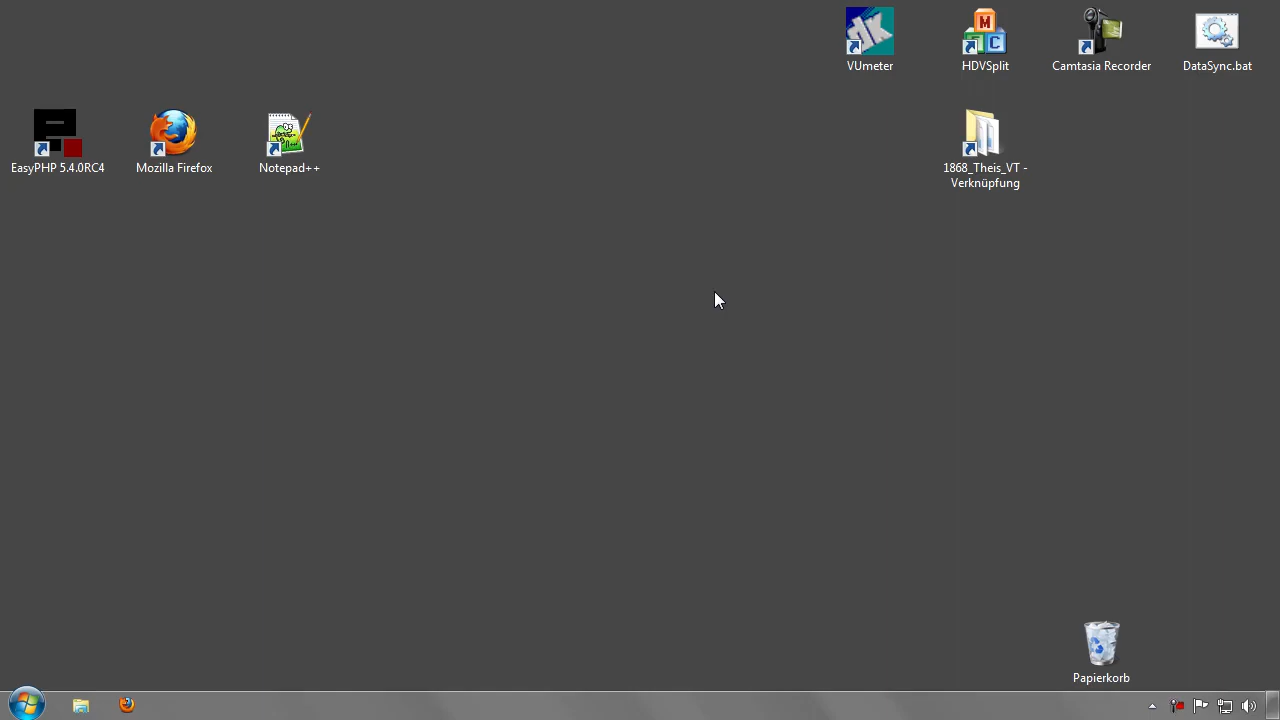 VUmeter
HDVSplit
Camtasia Recorder
DataSync.bat
EasyPHP 5.4.0RC4
Mozilla Firefox
Notepad++
1868_Theis_VT -
Verknüpfung
Papierkorb